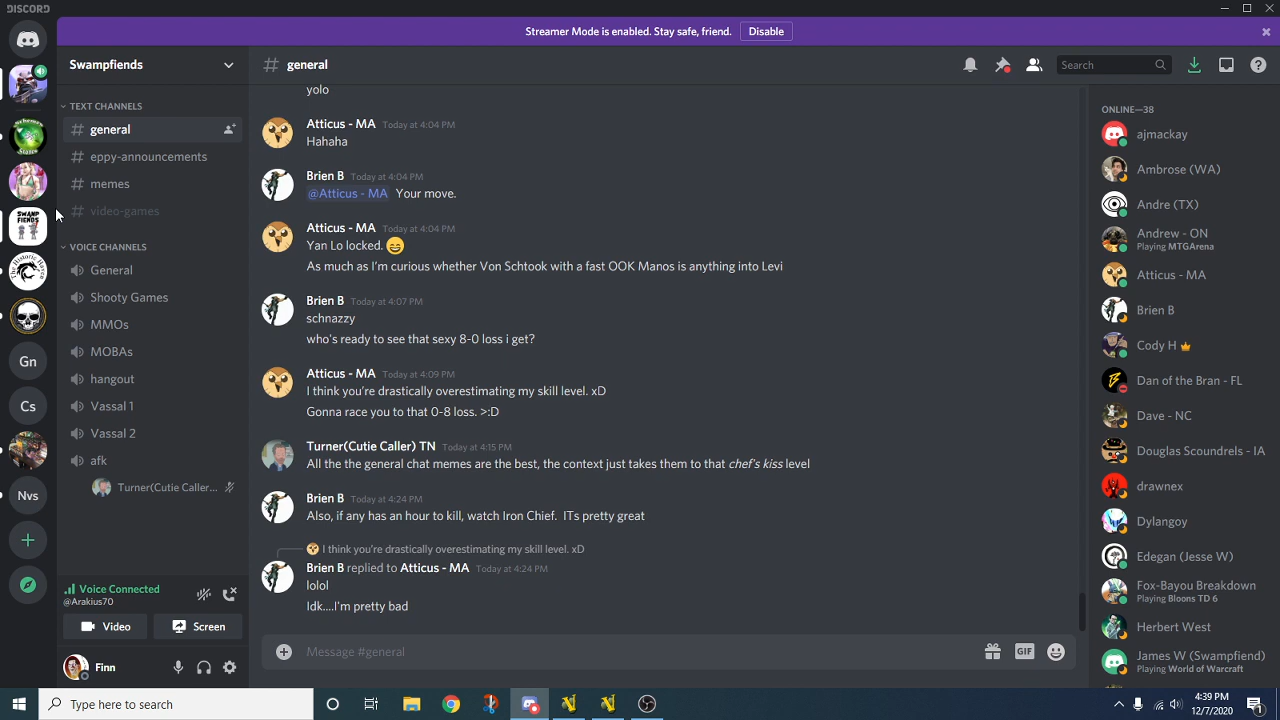 DISCORD
Streamer Mode is enabled. Stay safe, friend.
Disable
Swampfiends
general
Search
TEXT CHANNELS
general
eppy-announcements
memes
video-games
VOICE CHANNELS
General
Shooty Games
MMOs
MOBAs
hangout
Vassal 1
Vassal 2
afk
Turner(Cutie Caller...
SWAMP
FIENDS
Gn
Cs
Nvs
Voice Connected
@Arakius70
Video
Screen
Finn
yolo
Atticus - MA Today at 4:04 PM
Hahaha
Brien B Today at 4:04 PM
@Atticus - MA Your move.
Atticus - MA Today at 4:04 PM
Yan Lo locked.
As much as I'm curious whether Von Schtook with a fast OOK Manos is anything into Levi
Brien B Today at 4:07 PM
schnazzy
who's ready to see that sexy 8-0 loss i get?
Atticus - MA Today at 4:09 PM
I think you're drastically overestimating my skill level. xD
Gonna race you to that 0-8 loss. >:D
Turner(Cutie Caller) TN Today at 4:15 PM
All the the general chat memes are the best, the context just takes them to that chef's kiss level
Brien B Today at 4:24 PM
Also, if any has an hour to kill, watch Iron Chief. ITs pretty great
I think you're drastically overestimating my skill level. xD
Brien B replied to Atticus - MA Today at 4:24 PM
lolol
Idk....I'm pretty bad
Message #general
GIF
ONLINE—38
ajmackay
Ambrose (WA)
Andre (TX)
Andrew - ON
Playing MTGArena
Atticus - MA
Brien B
Cody H
Dan of the Bran - FL
Dave - NC
Douglas Scoundrels - IA
drawnex
Dylangoy
Edegan (Jesse W)
Fox-Bayou Breakdown
Playing Bloons TD 6
Herbert West
James W (Swampfiend)
Playing World of Warcraft
Type here to search
4:39 PM
12/7/2020